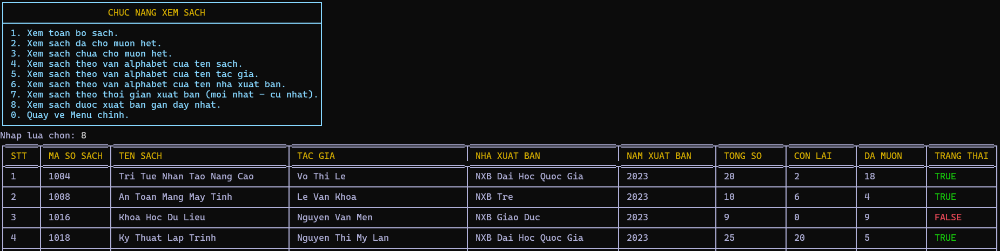 CHUC NANG XEM SACH
1. Xem toan bo sach.
2. Xem sach da cho muon het.
3. Xem sach chua cho muon het.
4. Xem sach theo van alphabet cua ten sach.
5. Xem sach theo van alphabet cua ten tac gia.
6. Xem sach theo van alphabet cua ten nha xuat ban.
7. Xem sach theo thoi gian xuat ban (moi nhat - cu nhat).
8. Xem sach duoc xuat ban gan day nhat.
0. Quay ve Menu chinh.
Nhap lua chon: 8
STT MA SO SACH TEN SACH TAC GIA NHA XUAT BAN NAM XUAT BAN TONG SO CON LAI DA MUON TRANG THAI
1 1004 Tri Tue Nhan Tao Nang Cao Vo Thi Le NXB Dai Hoc Quoc Gia 2023 20 2 18 TRUE
2 1008 An Toan Mang May Tinh Le Van Khoa NXB Tre 2023 10 6 4 TRUE
3 1016 Khoa Hoc Du Lieu Nguyen Van Men NXB Giao Duc 2023 9 0 9 FALSE
4 1018 Ky Thuat Lap Trinh Nguyen Thi My Lan NXB Dai Hoc Quoc Gia 2023 25 20 5 TRUE